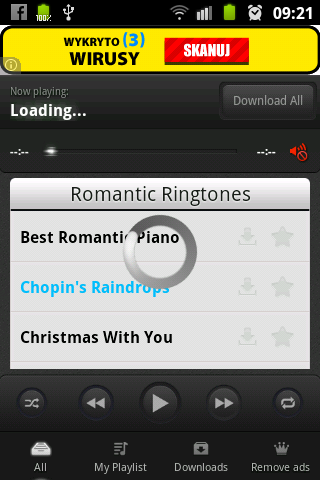 100%
09:21
WYKRYTO (3)
WIRUSY
SKANUJ
Now playing:
Loading...
Download All
--:--
--:--
Romantic Ringtones
Best Romantic Piano
Chopin's Raindrops
Christmas With You
All
My Playlist
Downloads
Remove ads